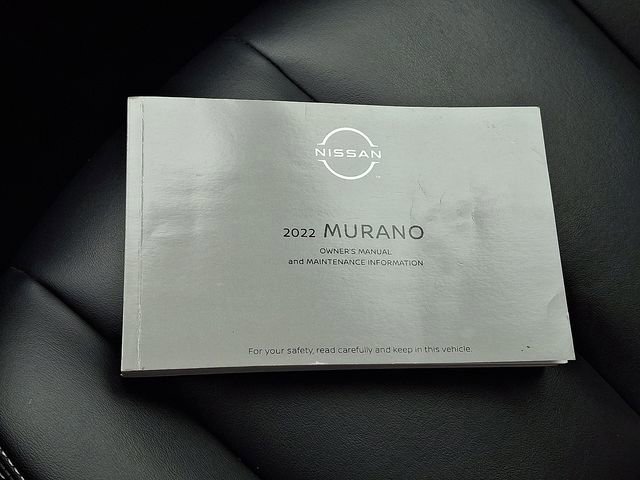 NISSAN
2022 MURANO
OWNER'S MANUAL
and MAINTENANCE INFORMATION
For your safety, read carefully and keep in this vehicle.